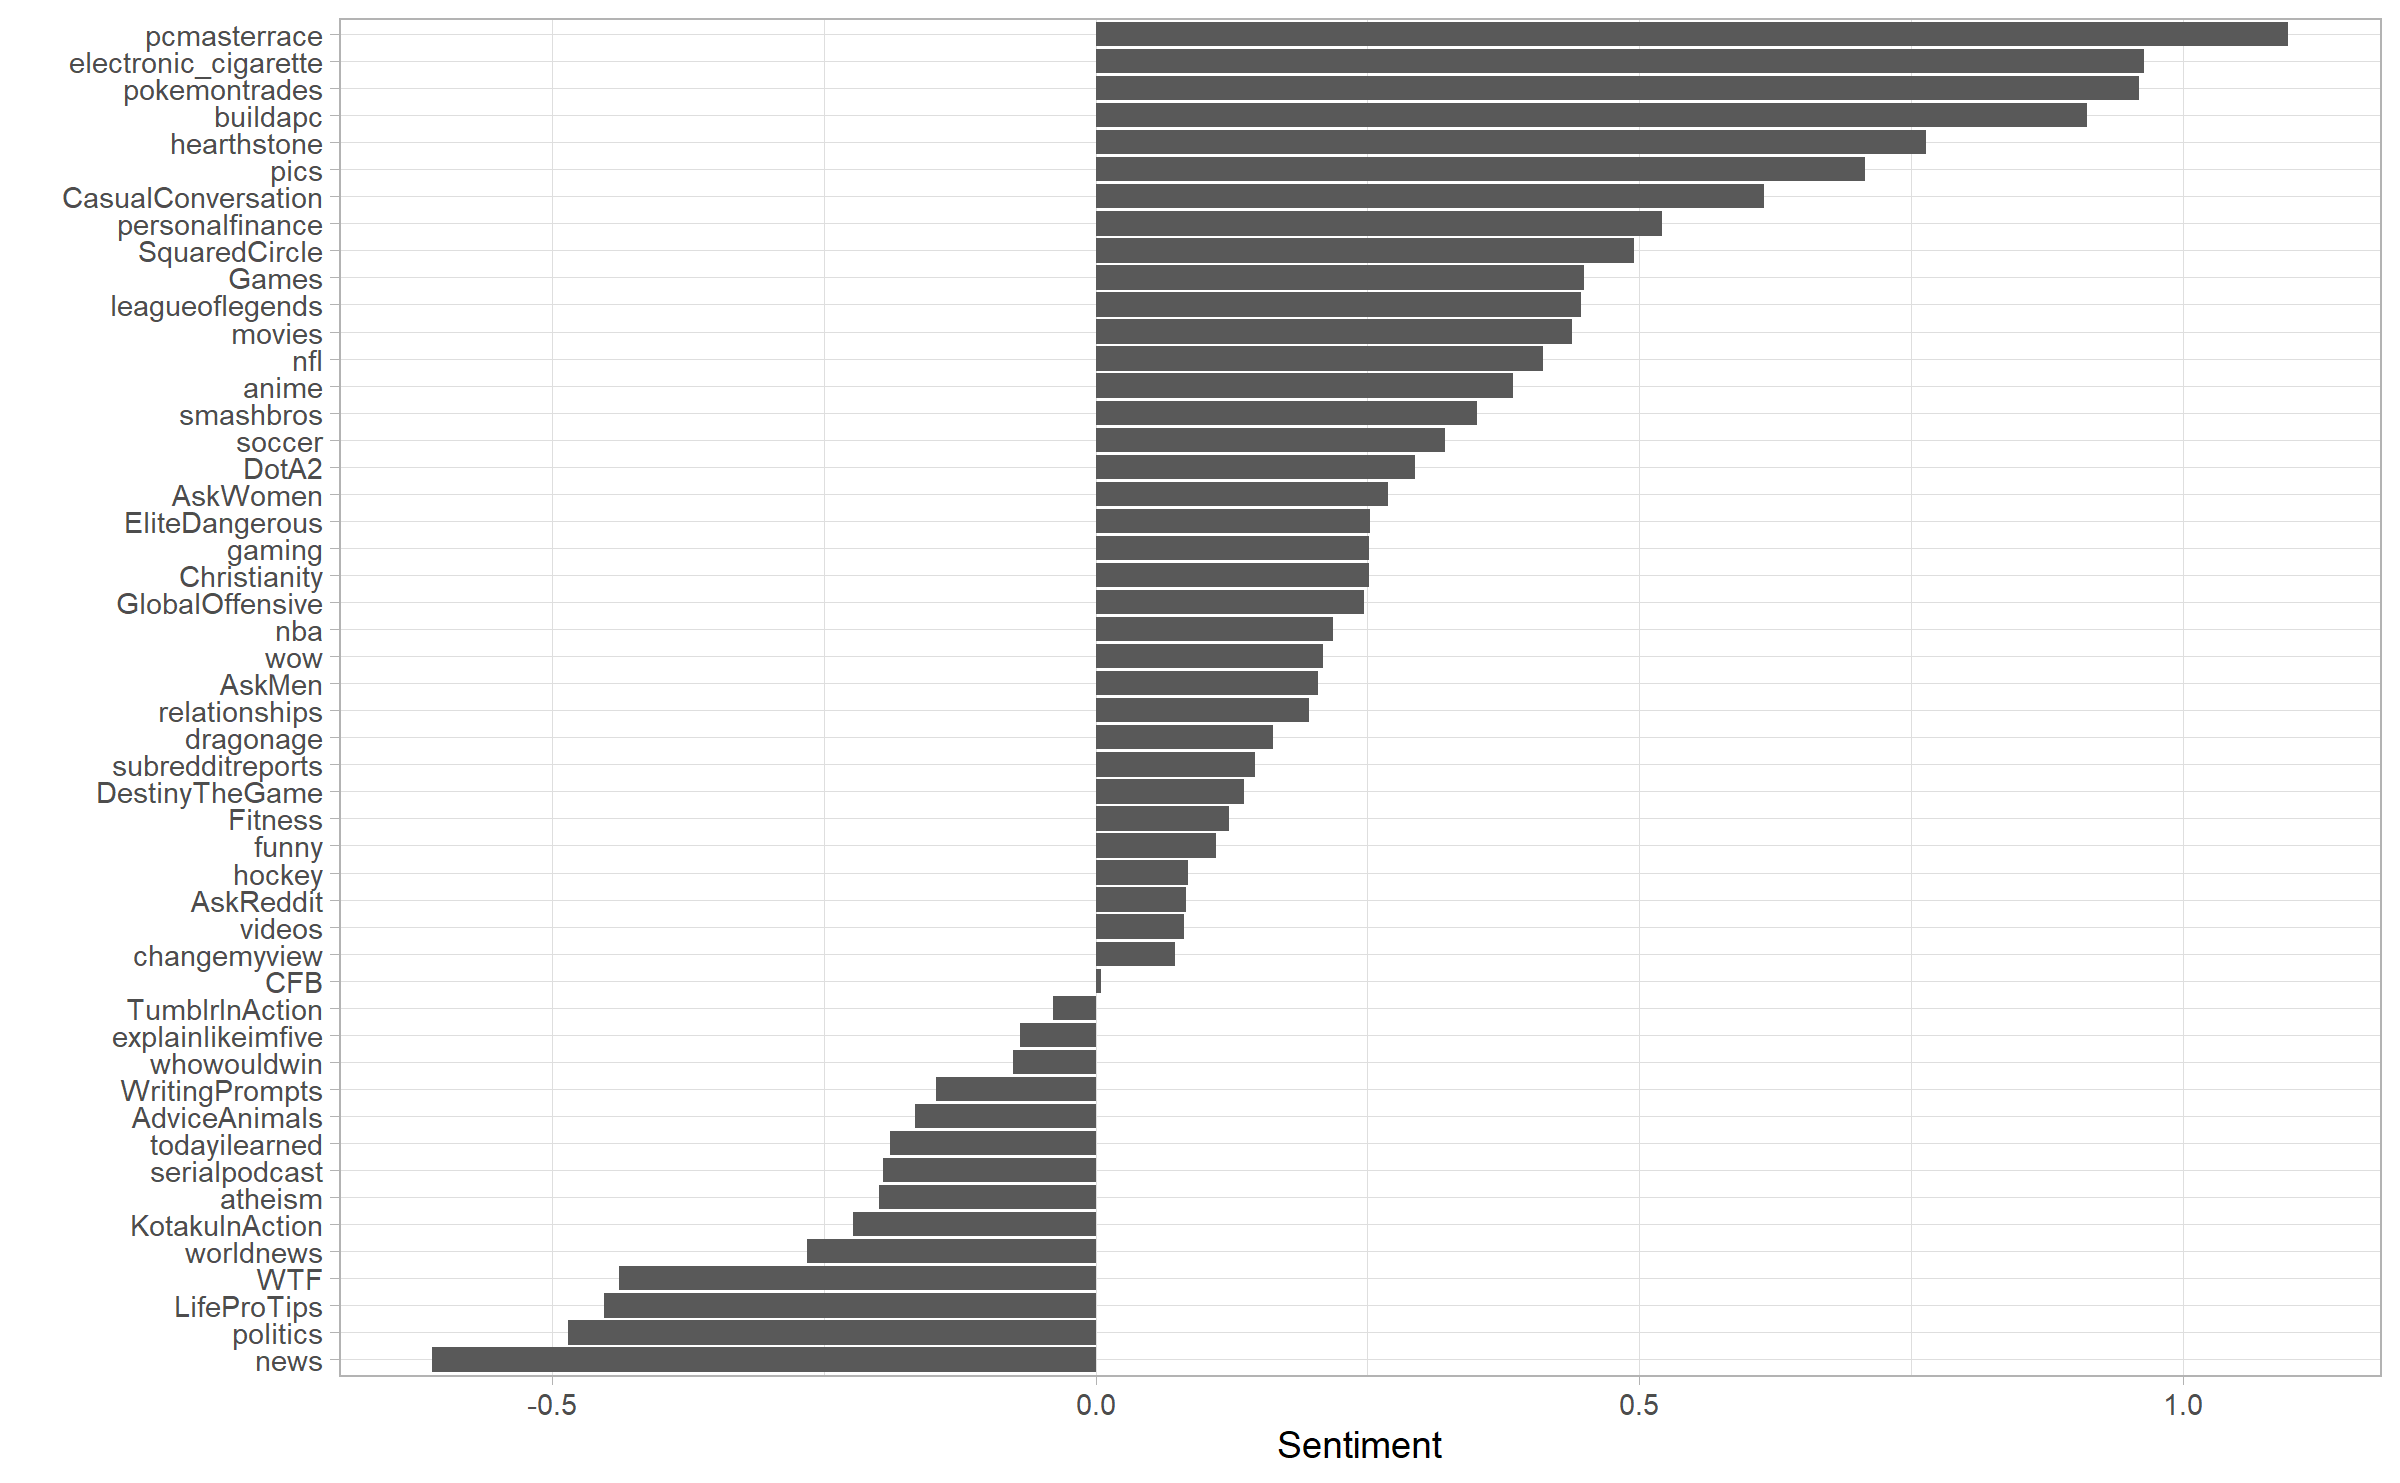 pcmasterrace
electronic_cigarette
pokemontrades
buildapc
hearthstone
pics
CasualConversation
personalfinance
SquaredCircle
Games
leagueoflegends
movies
nfl
anime
smashbros
soccer
DotA2
AskWomen
EliteDangerous
gaming
Christianity
GlobalOffensive
nba
wow
AskMen
relationships
dragonage
subredditreports
DestinyTheGame
Fitness
funny
hockey
AskReddit
videos
changemyview
CFB
TumblrInAction
explainlikeimfive
whowouldwin
WritingPrompts
AdviceAnimals
todayilearned
serialpodcast
atheism
KotakuInAction
worldnews
WTF
LifeProTips
politics
news
-0.5 0.0 0.5 1.0
Sentiment